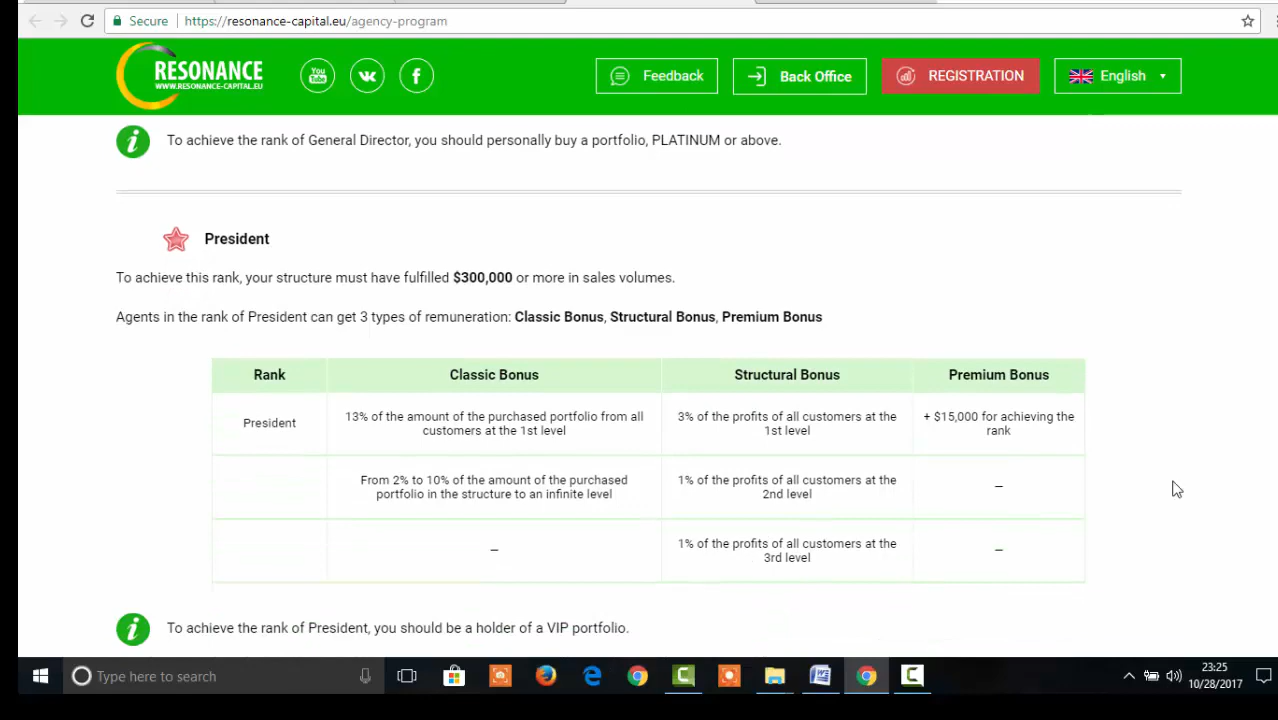 Secure https://resonance-capital.eu/agency-program
RESONANCE
WWW.RESONANCE-CAPITAL.EU
You Tube
Feedback
Back Office
REGISTRATION
English
To achieve the rank of General Director, you should personally buy a portfolio, PLATINUM or above.
President
To achieve this rank, your structure must have fulfilled $300,000 or more in sales volumes.
Agents in the rank of President can get 3 types of remuneration: Classic Bonus, Structural Bonus, Premium Bonus
Rank Classic Bonus Structural Bonus Premium Bonus
President
13% of the amount of the purchased portfolio from all
customers at the 1st level
3% of the profits of all customers at the
1st level
+ $15,000 for achieving the
rank
From 2% to 10% of the amount of the purchased
portfolio in the structure to an infinite level
1% of the profits of all customers at the
2nd level
–
–
1% of the profits of all customers at the
3rd level
–
To achieve the rank of President, you should be a holder of a VIP portfolio.
Type here to search
23:25
10/28/2017